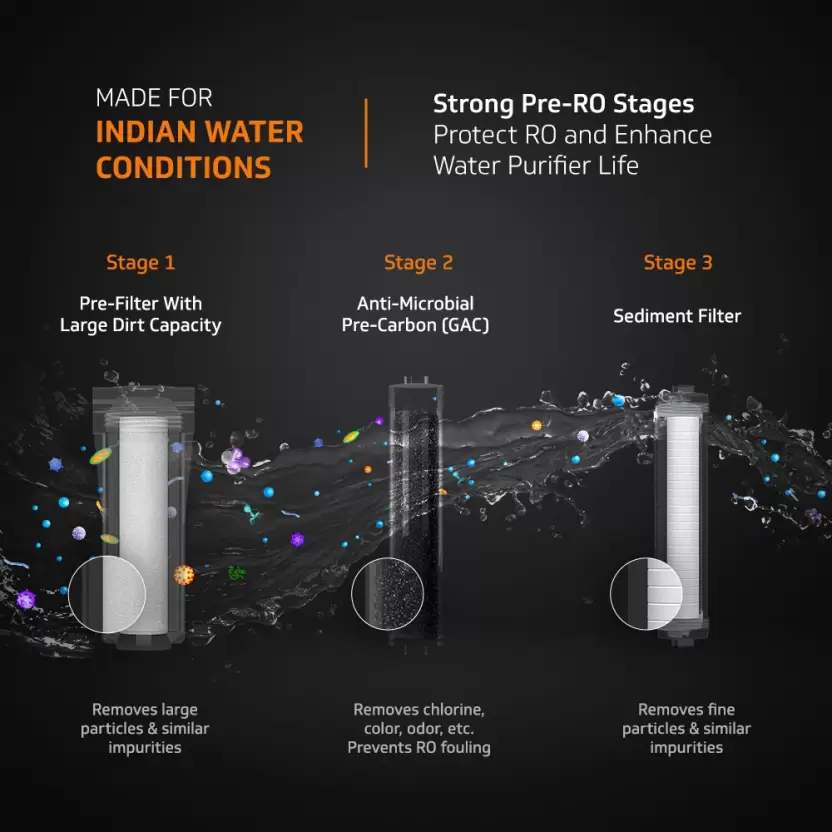 MADE FOR
INDIAN WATER
CONDITIONS
Strong Pre-RO Stages
Protect RO and Enhance
Water Purifier Life
Stage 1
Pre-Filter With
Large Dirt Capacity
Removes large
particles & similar
impurities
Stage 2
Anti-Microbial
Pre-Carbon (GAC)
Removes chlorine,
color, odor, etc.
Prevents RO fouling
Stage 3
Sediment Filter
Removes fine
particles & similar
impurities